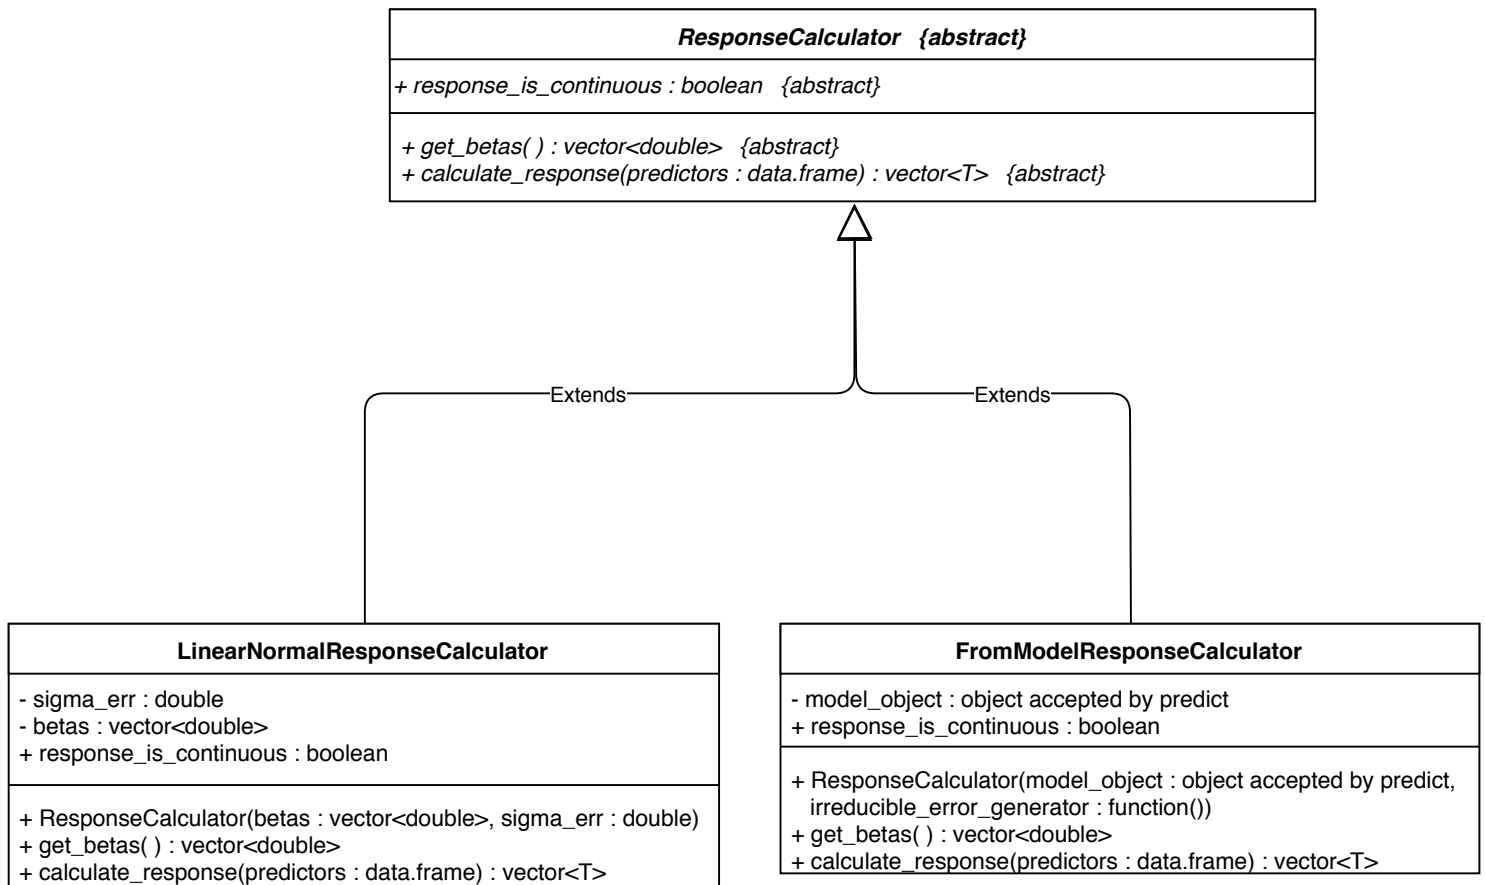 ResponseCalculator {abstract}
+ response_is_continuous : boolean {abstract}
+ get_betas( ) : vector<double> {abstract}
+ calculate_response(predictors : data.frame) : vector<T> {abstract}
Extends
Extends
LinearNormalResponseCalculator
- sigma_err : double
- betas : vector<double>
+ response_is_continuous : boolean
+ ResponseCalculator(betas : vector<double>, sigma_err : double)
+ get_betas( ) : vector<double>
+ calculate_response(predictors : data.frame) : vector<T>
FromModelResponseCalculator
- model_object : object accepted by predict
+ response_is_continuous : boolean
+ ResponseCalculator(model_object : object accepted by predict,
irreducible_error_generator : function())
+ get_betas( ) : vector<double>
+ calculate_response(predictors : data.frame) : vector<T>